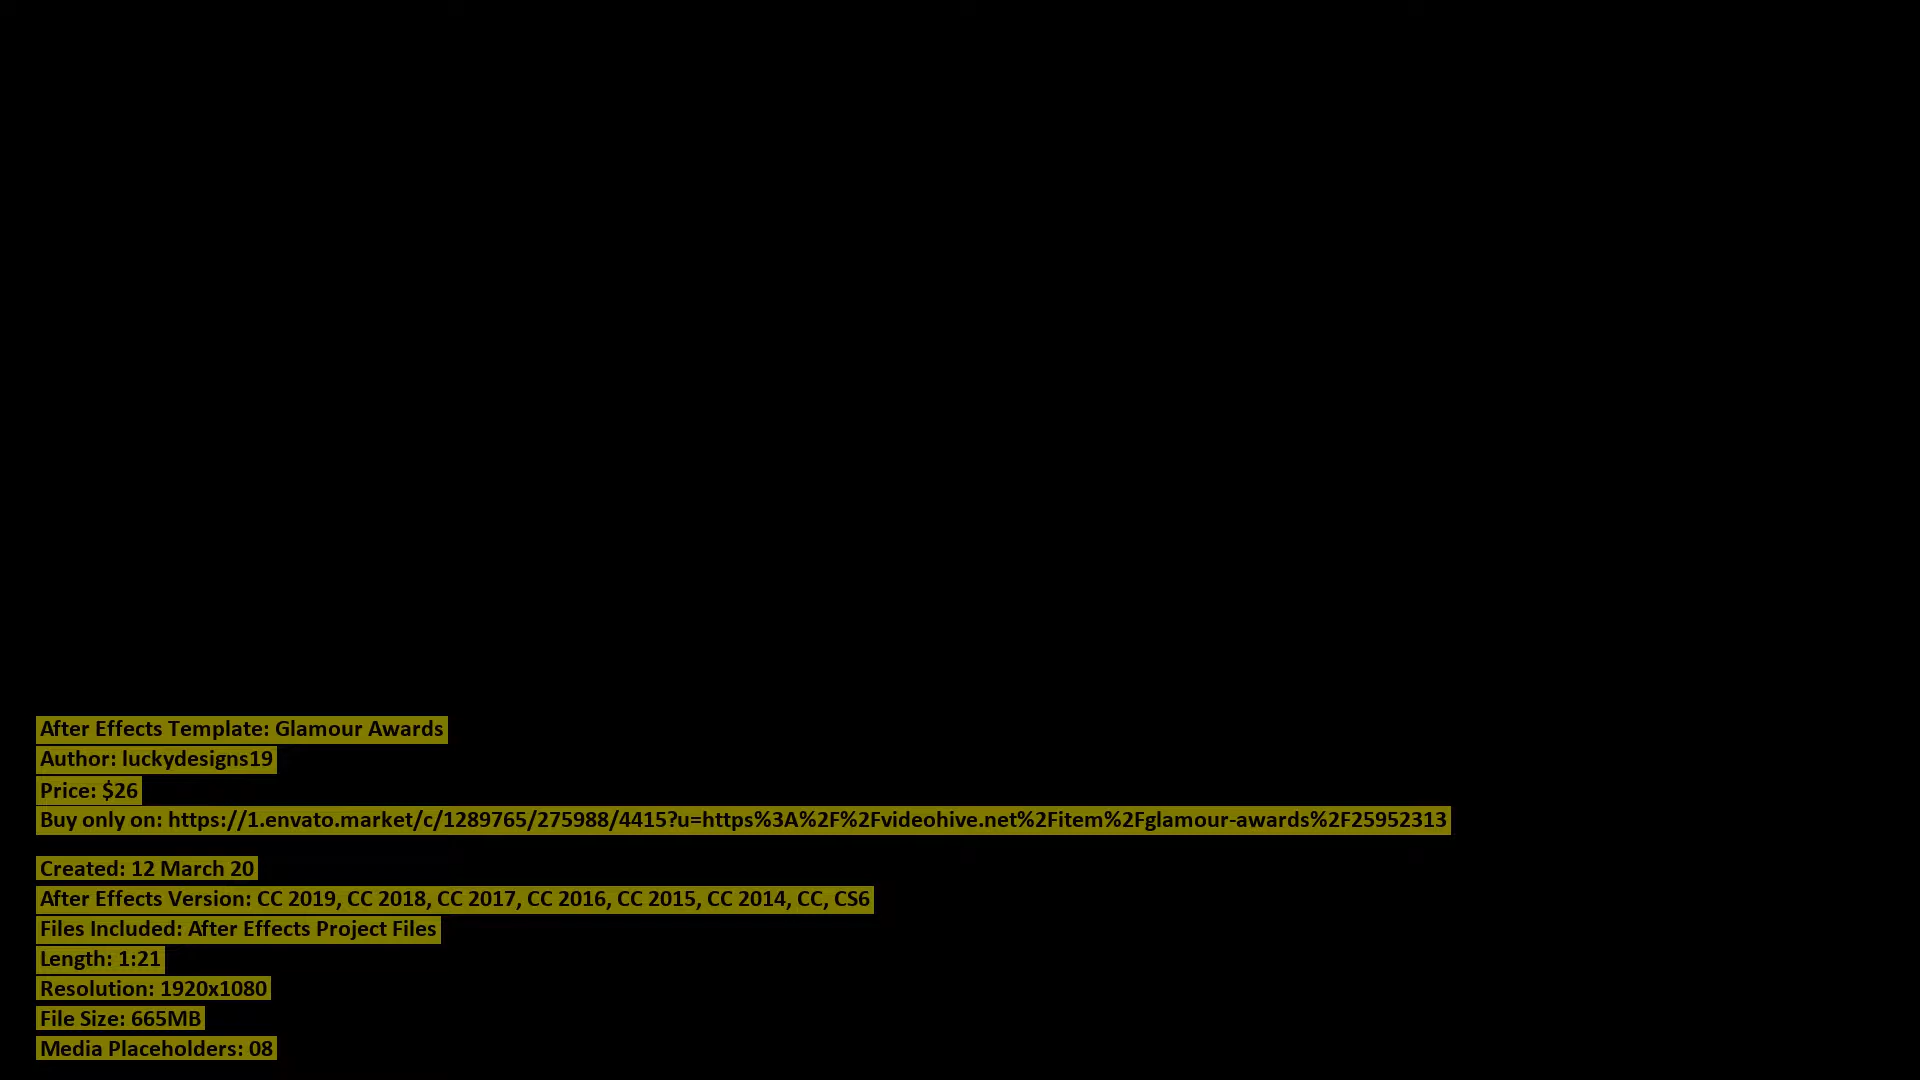 After Effects Template: Glamour Awards
Author: luckydesigns19
Price: $26
Buy only on: https://1.envato.market/c/1289765/275988/4415?u=https%3A%2F%2Fvideohive.net%2Fitem%2Fglamour-awards%2F25952313
Created: 12 March 20
After Effects Version: CC 2019, CC 2018, CC 2017, CC 2016, CC 2015, CC 2014, CC, CS6
Files Included: After Effects Project Files
Length: 1:21
Resolution: 1920x1080
File Size: 665MB
Media Placeholders: 08